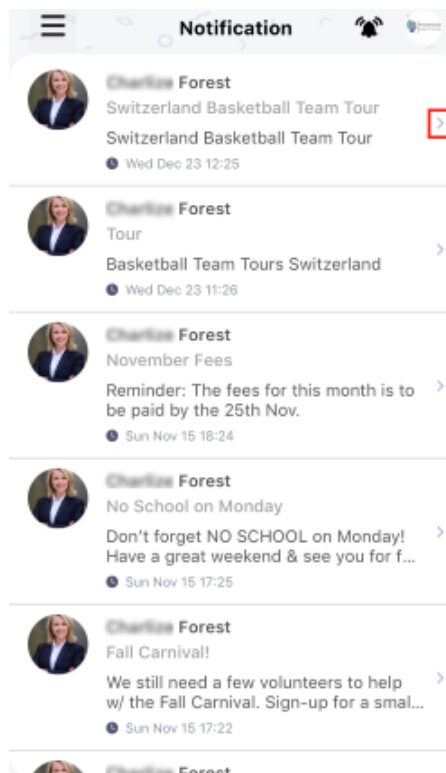 Notification
Forest
Switzerland Basketball Team Tour
Switzerland Basketball Team Tour
Wed Dec 23 12:25
Forest
Tour
Basketball Team Tours Switzerland
Wed Dec 23 11:26
Forest
November Fees
Reminder: The fees for this month is to
be paid by the 25th Nov.
Sun Nov 15 18:24
Forest
No School on Monday
Don't forget NO SCHOOL on Monday!
Have a great weekend & see you for f...
Sun Nov 15 17:25
Forest
Fall Carnival!
We still need a few volunteers to help
w/ the Fall Carnival. Sign-up for a smal...
Sun Nov 15 17:22
Forest